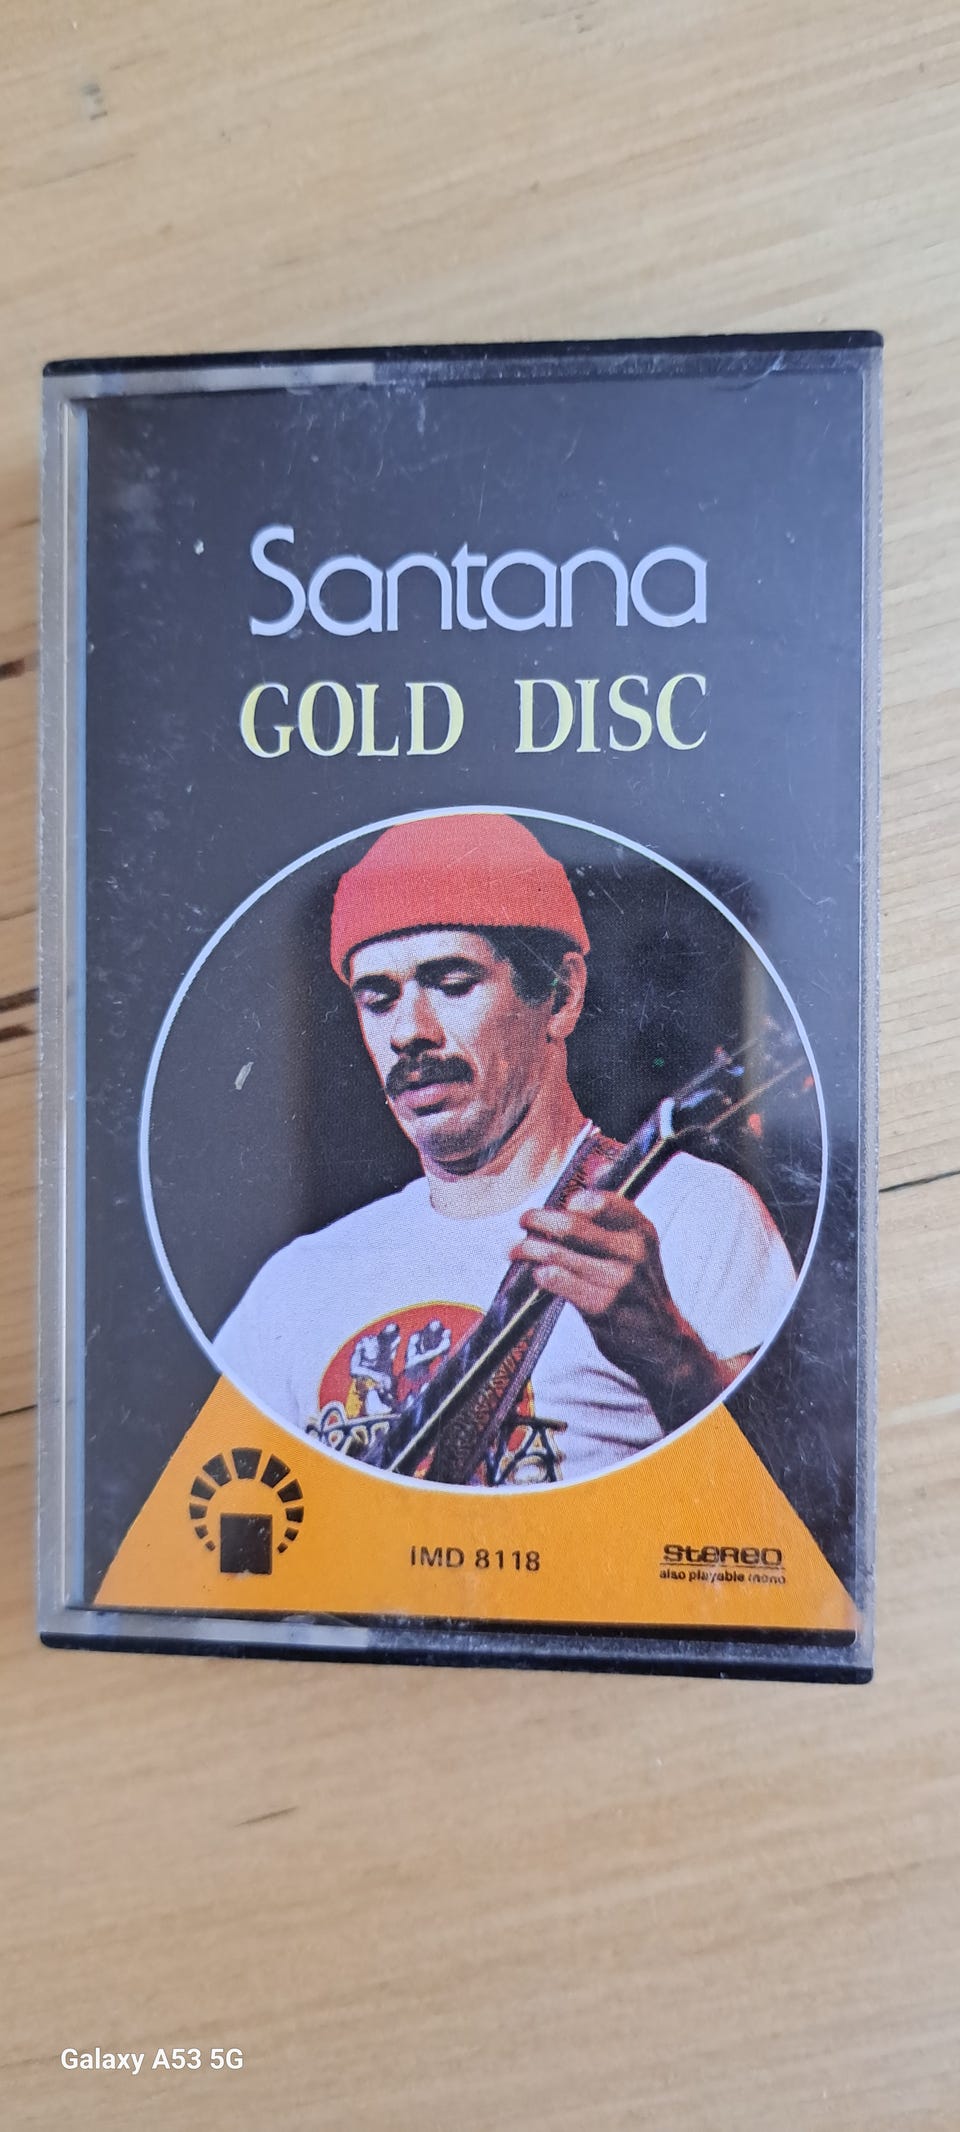 Santana
GOLD DISC
IMD 8118
STEREO
also playable mono
Galaxy A53 5G